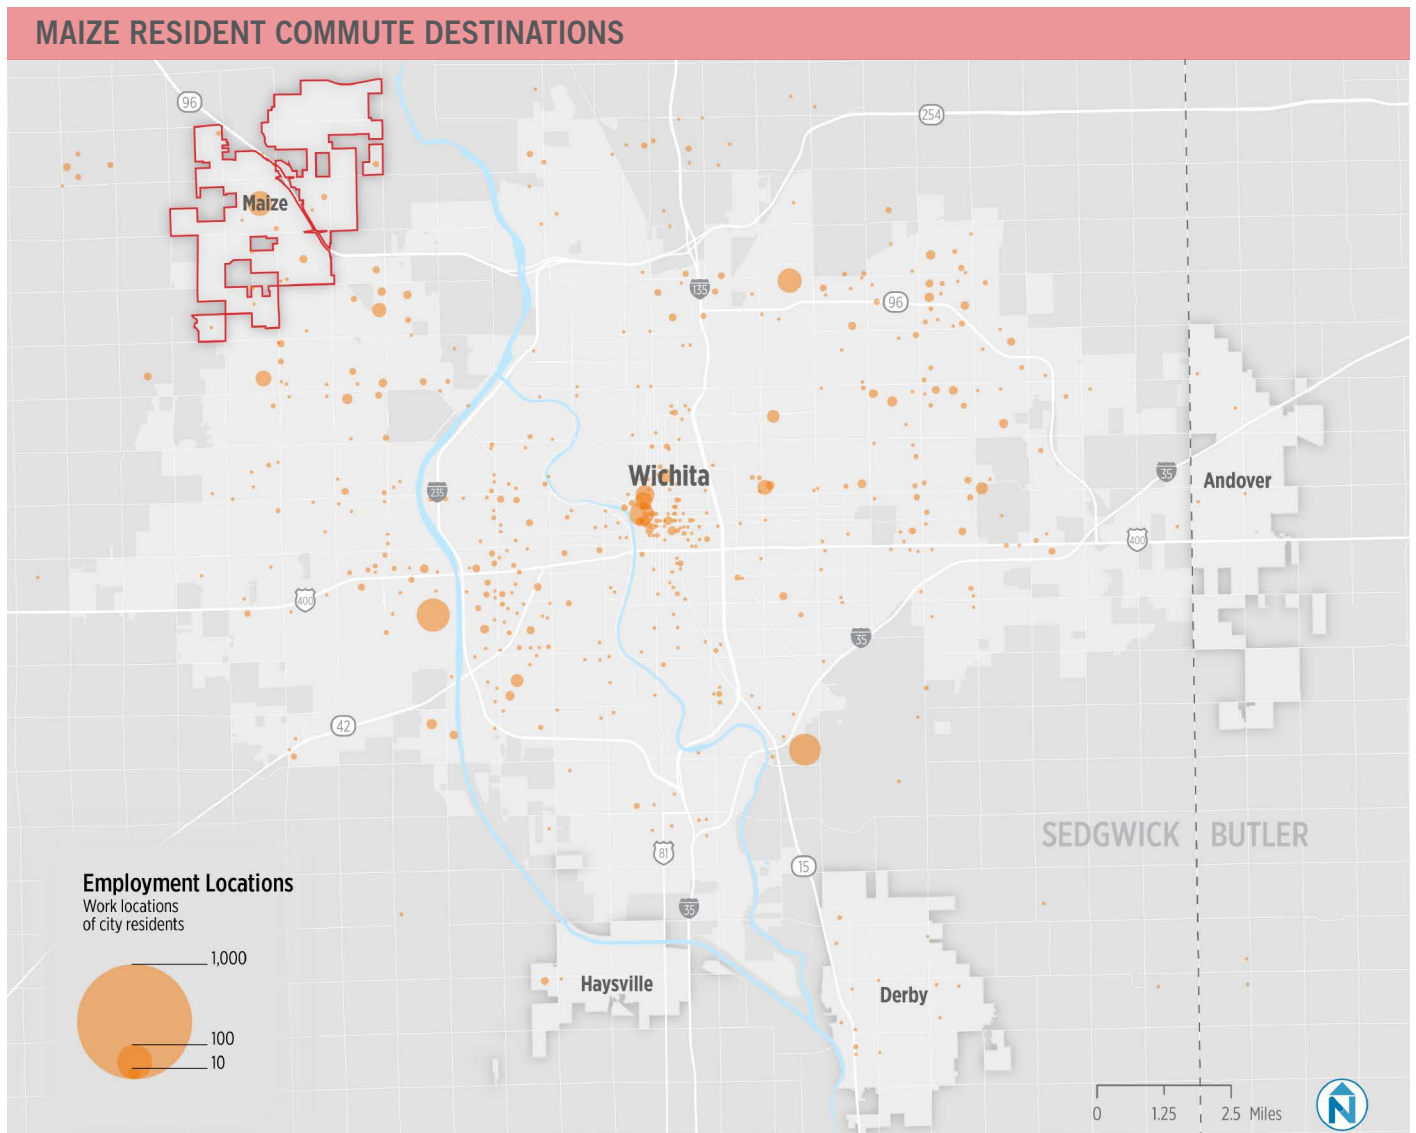 MAIZE RESIDENT COMMUTE DESTINATIONS
96
254
Maize
135
96
Wichita
235
35
Andover
400
400
35
42
SEDGWICK
BUTLER
81
15
35
Employment Locations
Work locations
of city residents
1,000
100
10
Haysville
Derby
0
1.25
2.5 Miles
N